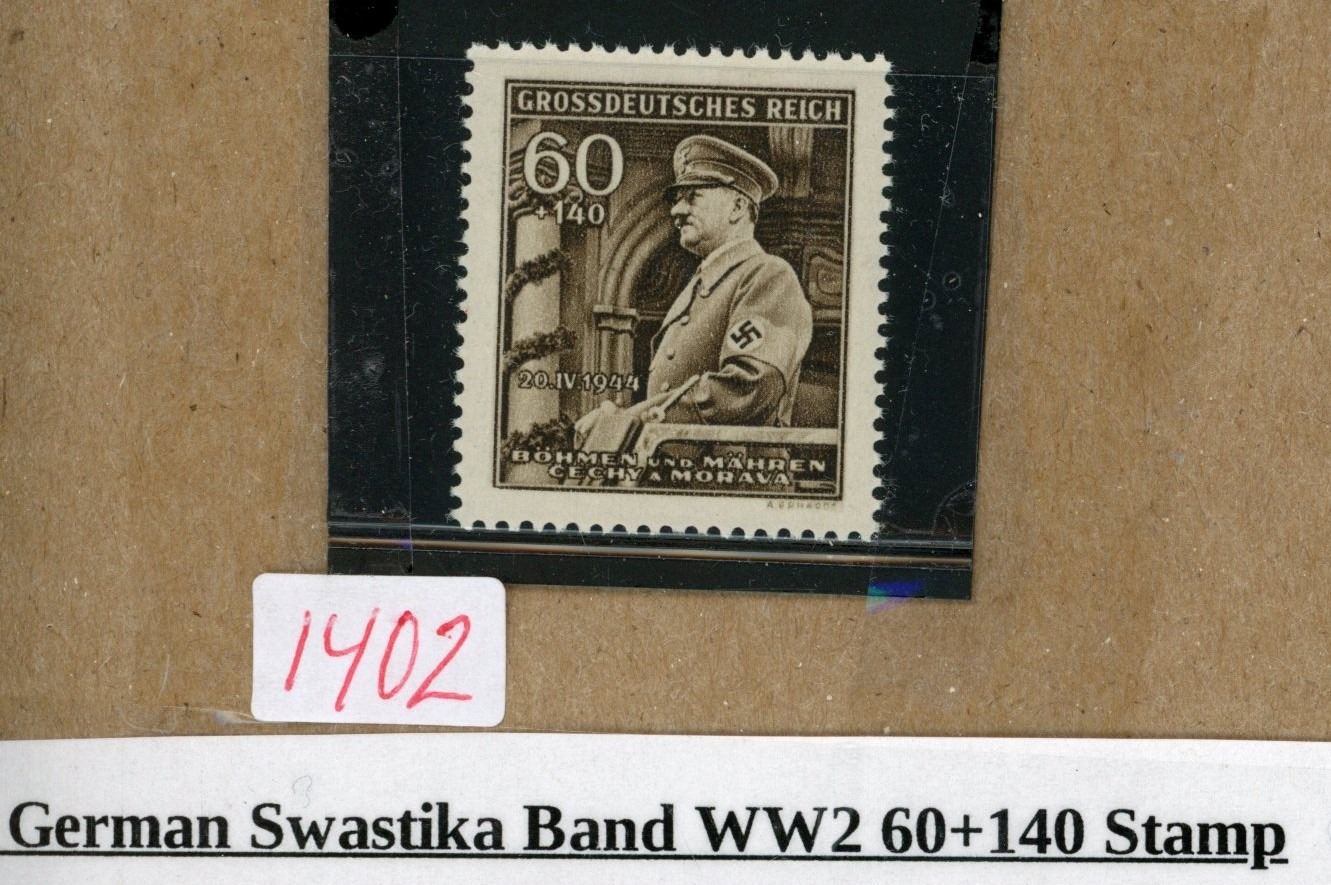 GROSSDEUTSCHES REICH
60
+140
20.IV.1944
BÖHMEN UND MÄHREN
ČECHY A MORAVA
1402
German Swastika Band WW2 60+140 Stamp